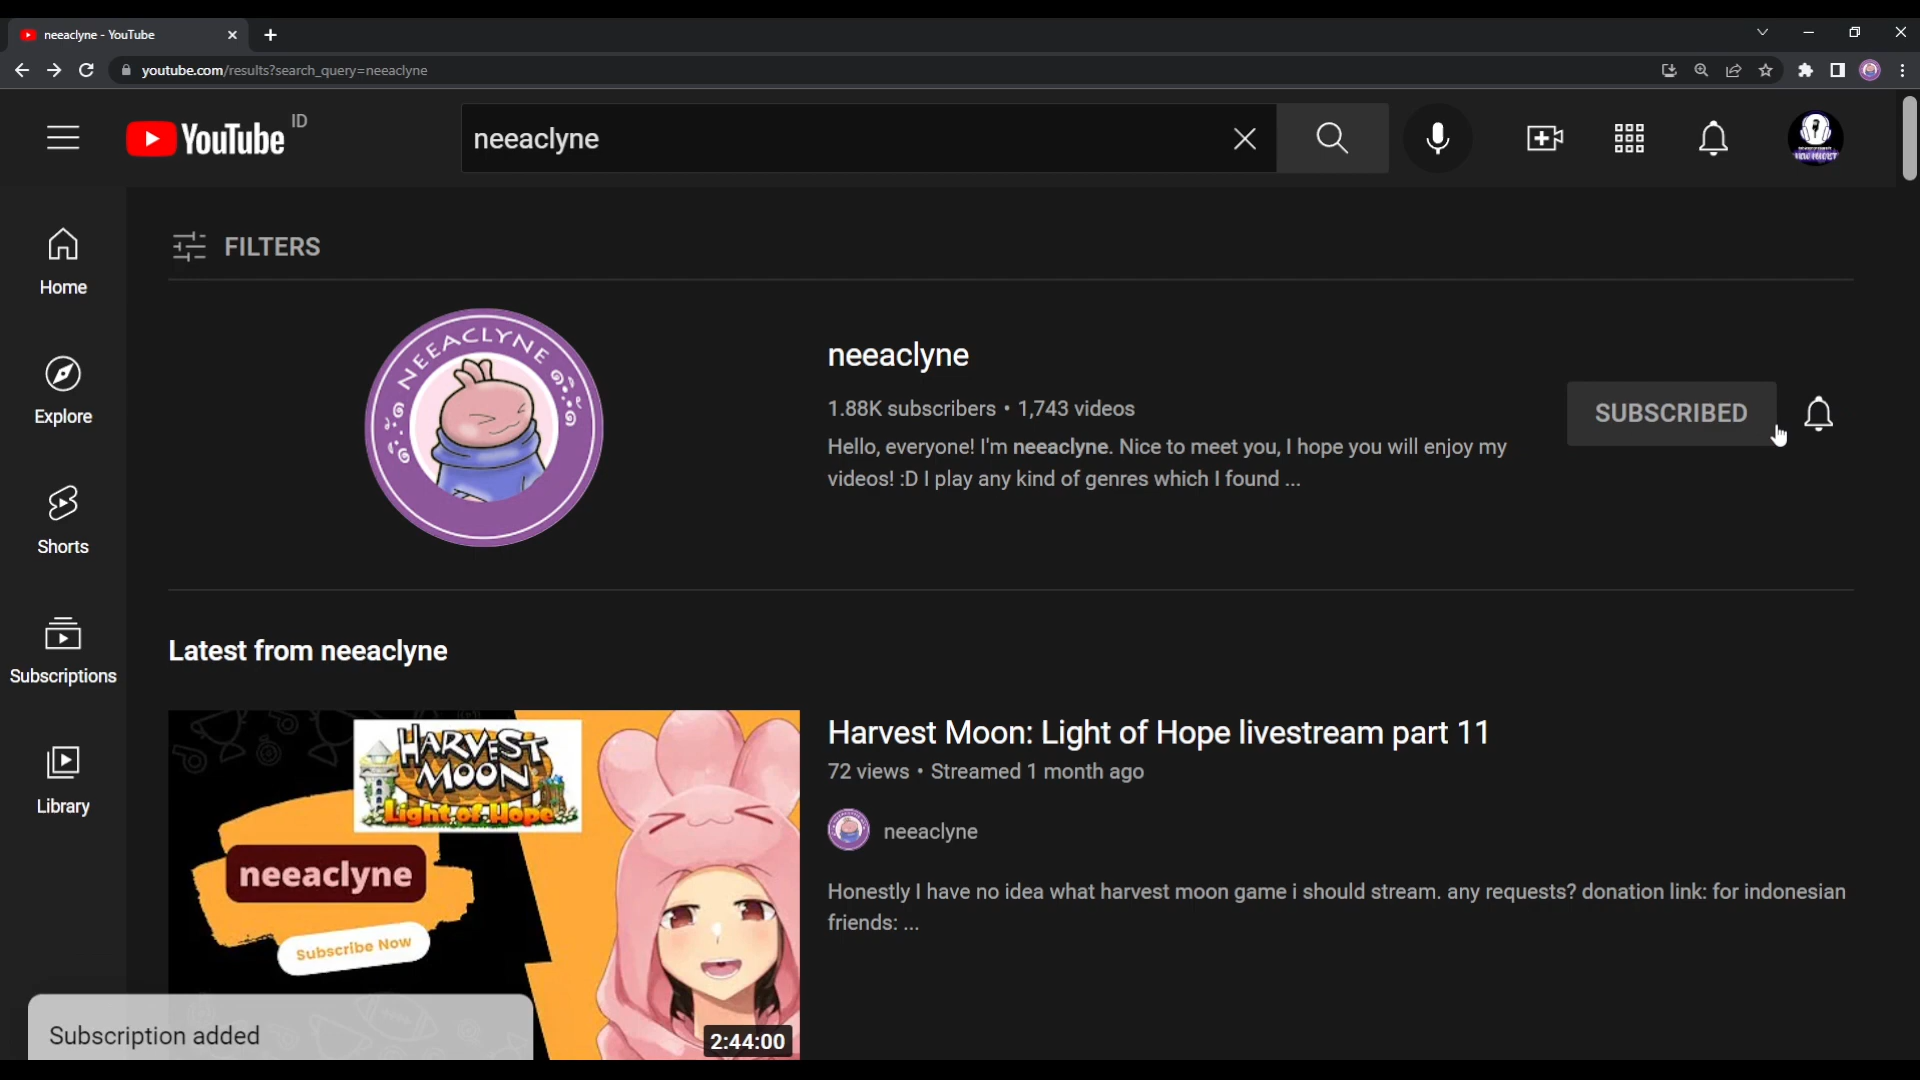 neeaclyne - YouTube
youtube.com/results?search_query=neeaclyne
YouTube ID
neeaclyne
FILTERS
Home
Explore
Shorts
Subscriptions
Library
NEEACLYNE
neeaclyne
1.88K subscribers • 1,743 videos
Hello, everyone! I'm neeaclyne. Nice to meet you, I hope you will enjoy my
videos! :D I play any kind of genres which I found ...
SUBSCRIBED
Latest from neeaclyne
HARVEST
MOON
Light of Hope
neeaclyne
Subscribe Now
2:44:00
Harvest Moon: Light of Hope livestream part 11
72 views • Streamed 1 month ago
neeaclyne
Honestly I have no idea what harvest moon game i should stream. any requests? donation link: for indonesian
friends: ...
Subscription added